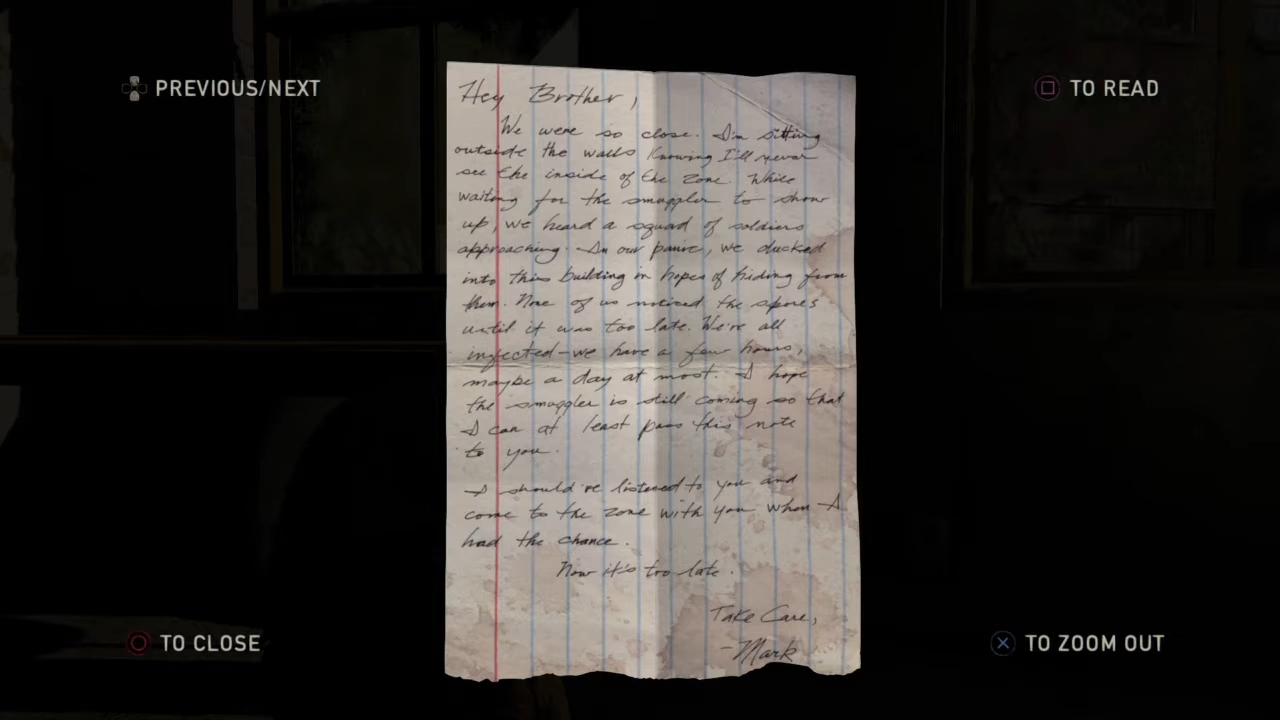 PREVIOUS/NEXT
TO READ
Hey Brother,
We were so close. I'm sitting
outside the walls knowing I'll never
see the inside of the zone. While
waiting for the smuggler to show
up, we heard a squad of soldiers
approaching. In our panic, we ducked
into this building in hopes of hiding from
them. None of us noticed the spores
until it was too late. We're all
infected-we have a few hours,
maybe a day at most. I hope
the smuggler is still coming so that
I can at least pass this note
to you.
I should've listened to you and
come to the zone with you when I
had the chance.
Now it's too late.
Take Care,
-Mark
TO CLOSE
TO ZOOM OUT